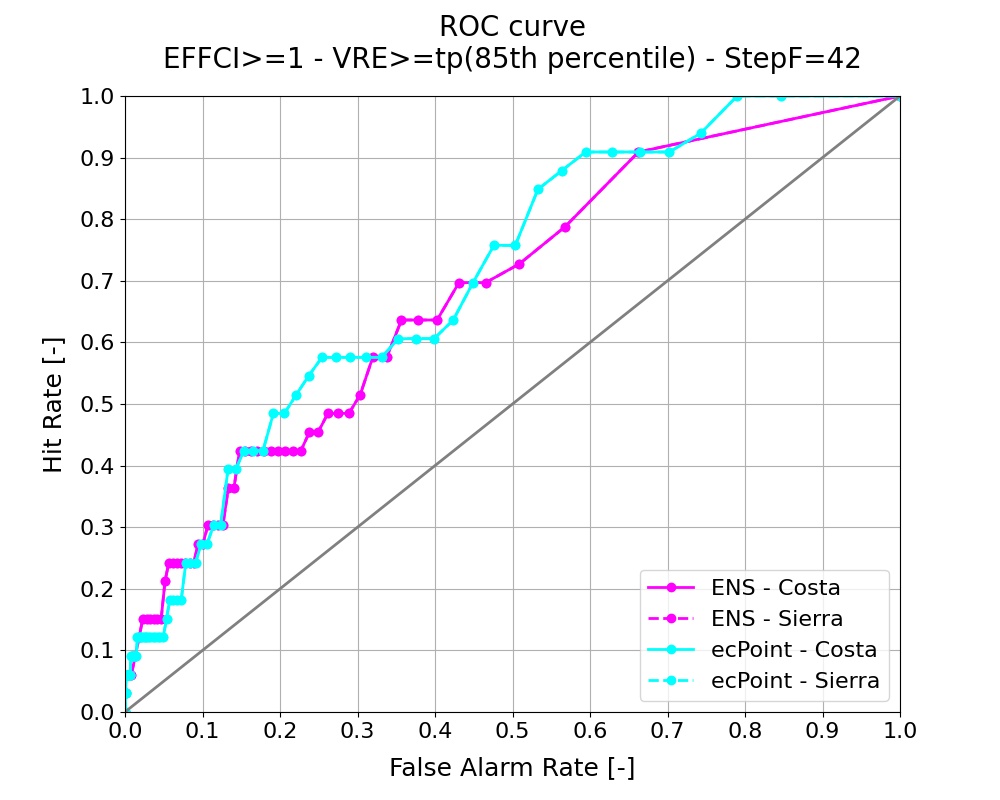 ROC curve
EFFCI>=1 - VRE>=tp(85th percentile) - StepF=42
1.0
0.9
0.8
0.7
0.6
0.5
0.4
0.3
0.2
0.1
0.0
Hit Rate [-]
ENS - Costa
ENS - Sierra
ecPoint - Costa
ecPoint - Sierra
0.0 0.1 0.2 0.3 0.4 0.5 0.6 0.7 0.8 0.9 1.0
False Alarm Rate [-]